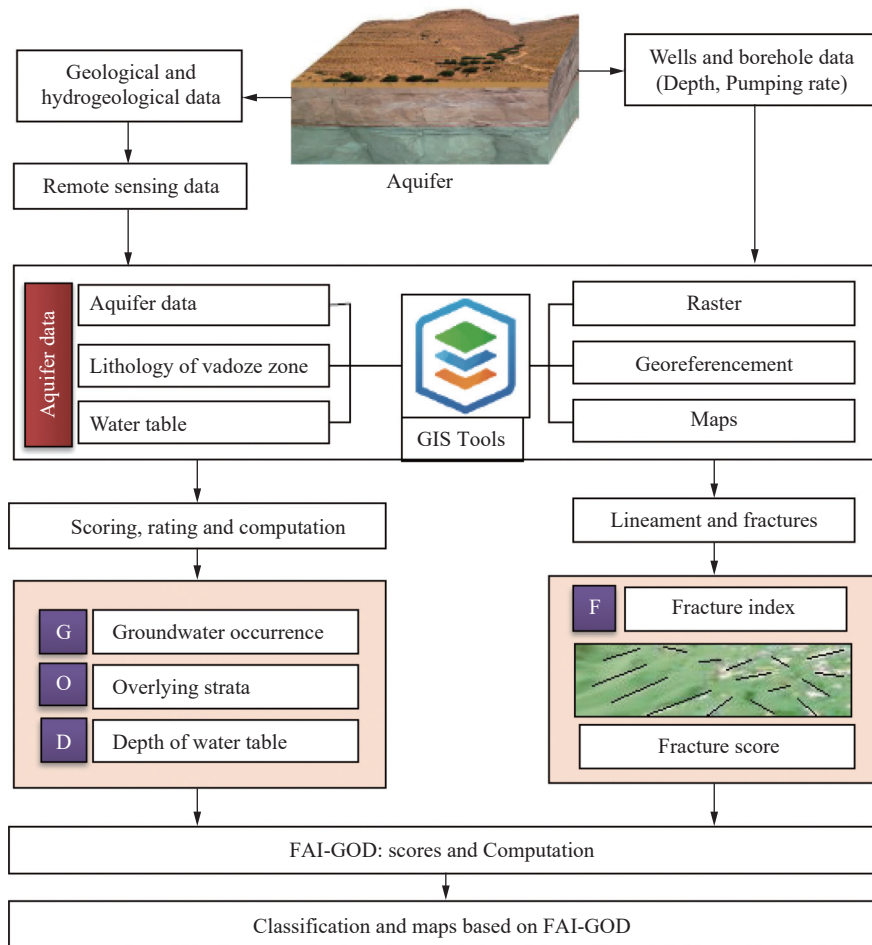 Geological and
hydrogeological data
Wells and borehole data
(Depth, Pumping rate)
Aquifer
Remote sensing data
Aquifer data
Aquifer data
Lithology of vadoze zone
Water table
GIS Tools
Raster
Georeferencement
Maps
Scoring, rating and computation
Lineament and fractures
G
Groundwater occurrence
O
Overlying strata
D
Depth of water table
F
Fracture index
Fracture score
FAI-GOD: scores and Computation
Classification and maps based on FAI-GOD